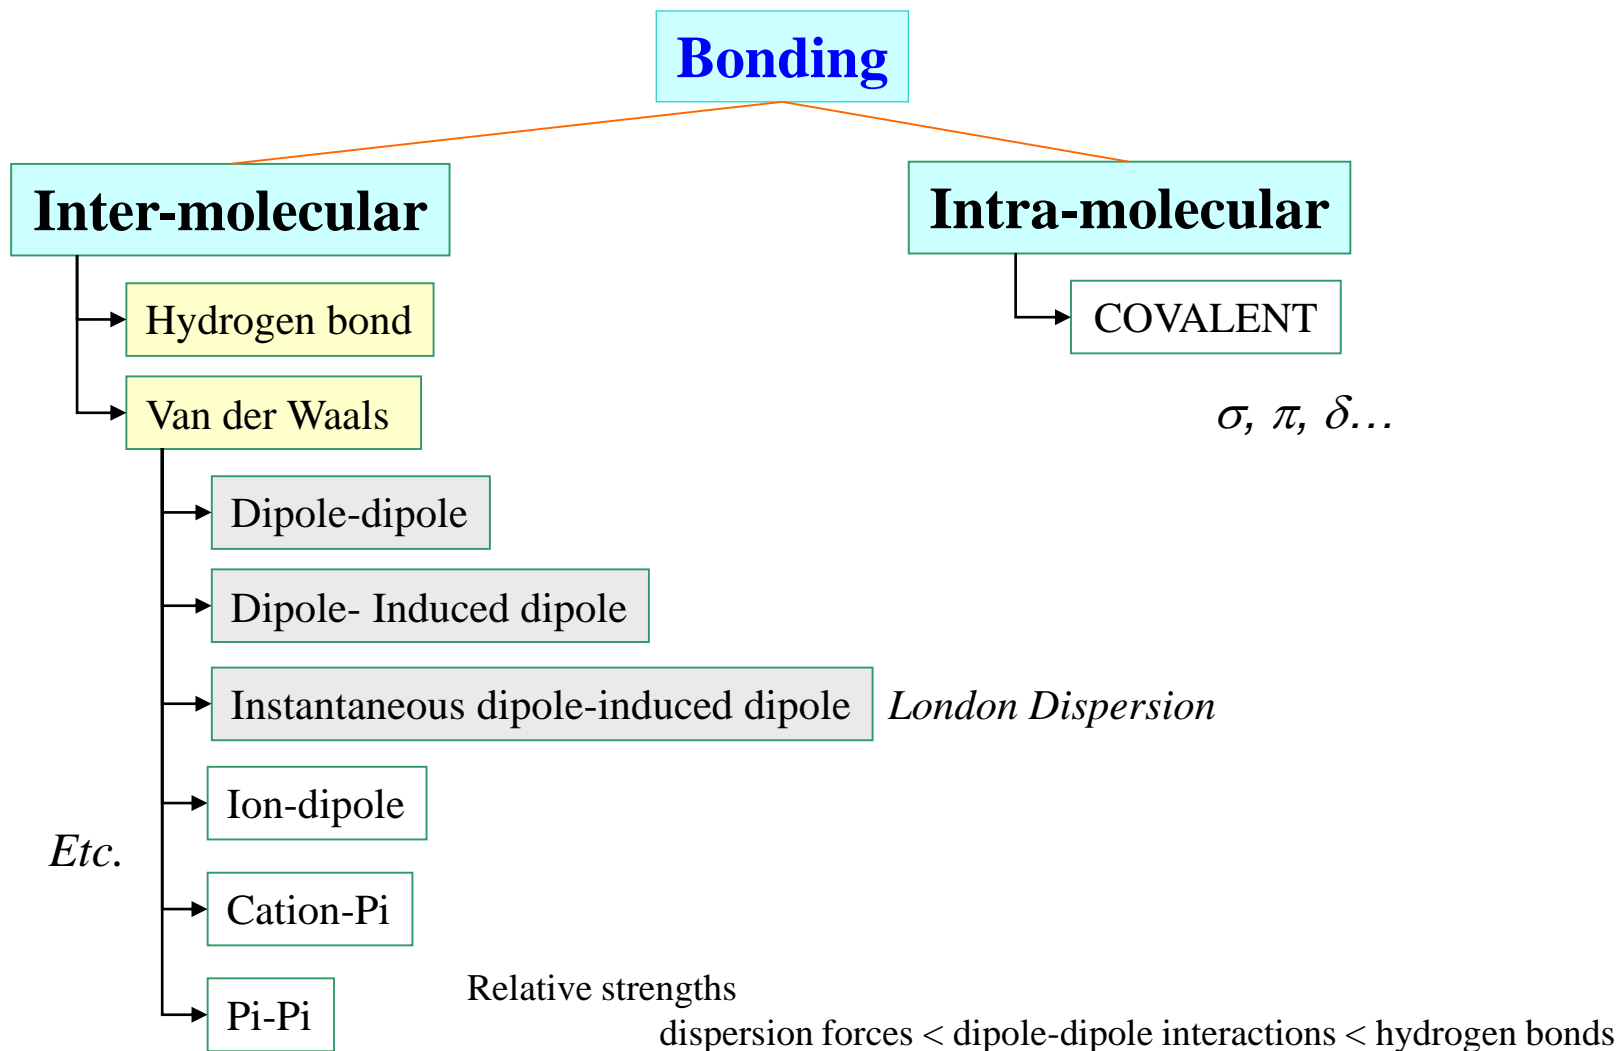 Bonding
Inter-molecular
Intra-molecular
Hydrogen bond
COVALENT
Van der Waals
σ, π, δ…
Dipole-dipole
Dipole- Induced dipole
Instantaneous dipole-induced dipole London Dispersion
Ion-dipole
Etc.
Cation-Pi
Pi-Pi
Relative strengths
dispersion forces < dipole-dipole interactions < hydrogen bonds